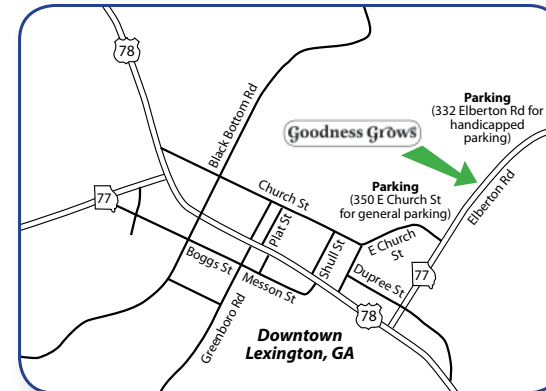 78
Black Bottom Rd
Parking
(332 Elberton Rd for
handicapped
parking)
Goodness Grows
77
Church St
Parking
(350 E Church St
for general parking)
Elberton Rd
Plat St
Shull St
E Church
St
Boggs St
Messon St
Dupree St
77
Greenboro Rd
78
Downtown
Lexington, GA